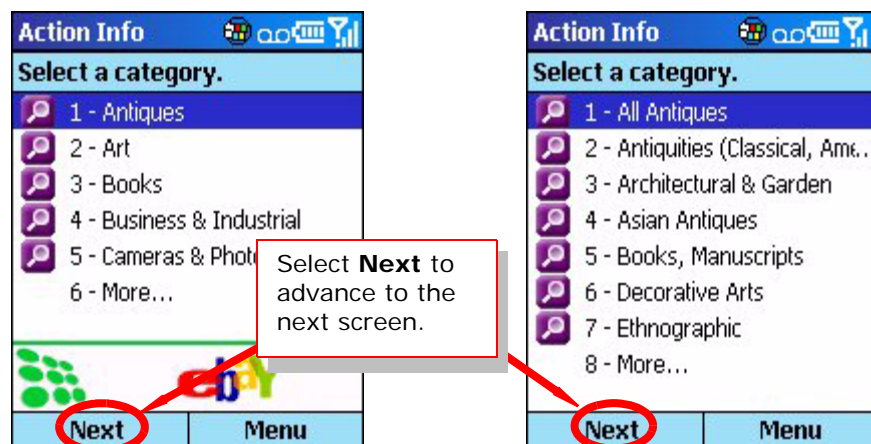 Action Info
Select a category.
1 - Antiques
2 - Art
3 - Books
4 - Business & Industrial
5 - Cameras & Phot
6 - More...
ebay
Next Menu
Select Next to
advance to the
next screen.
Action Info
Select a category.
1 - All Antiques
2 - Antiquities (Classical, Ame..
3 - Architectural & Garden
4 - Asian Antiques
5 - Books, Manuscripts
6 - Decorative Arts
7 - Ethnographic
8 - More...
Next Menu